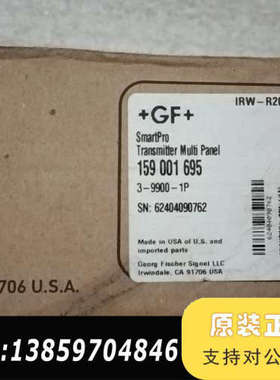 IRW-R20
+GF+
SmartPro
Transmitter Multi Panel
159 001 695
3-9900-1P
SN: 62404090762
62404090762
Made in USA of U.S. and
imported parts
Georg Fischer Signet LLC
Irwindale, CA 91706 USA
706 U.S.A.
:13859704846
原装正
支持对公